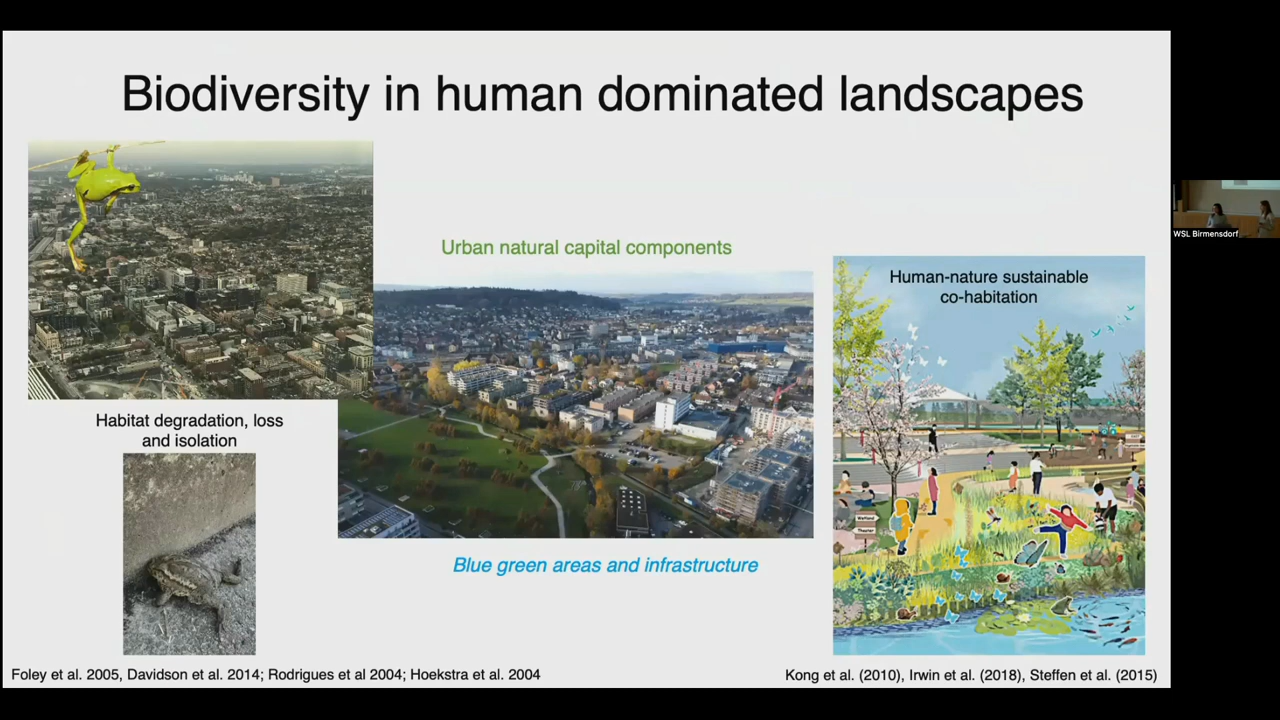 Biodiversity in human dominated landscapes
Urban natural capital components
Human-nature sustainable
co-habitation
WSL Birmensdorf
Habitat degradation, loss
and isolation
Wetland
Theater
Blue green areas and infrastructure
Foley et al. 2005, Davidson et al. 2014; Rodrigues et al 2004; Hoekstra et al. 2004
Kong et al. (2010), Irwin et al. (2018), Steffen et al. (2015)